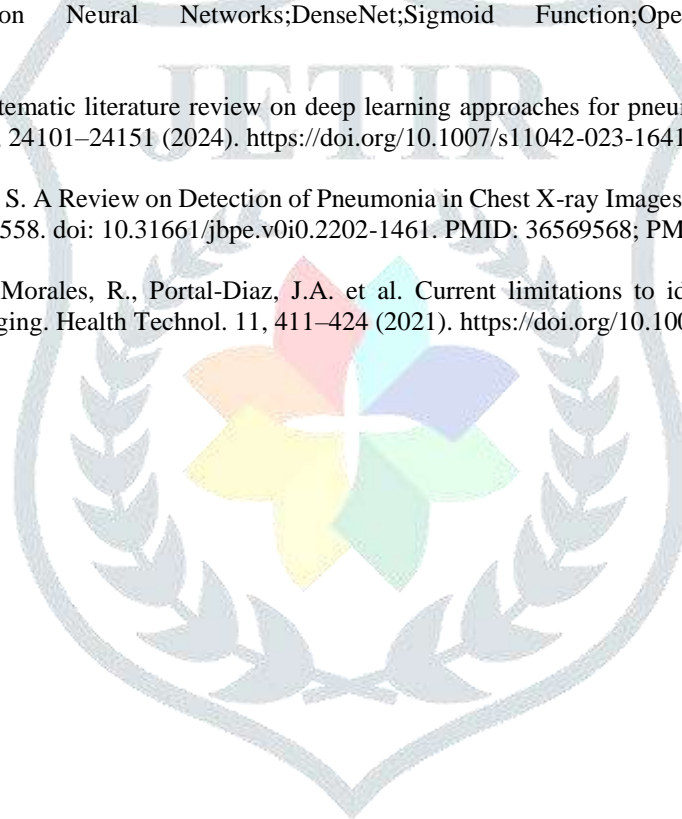 on Neural Networks;DenseNet;Sigmoid Function;Ope
JETIR
tematic literature review on deep learning approaches for pneu
, 24101–24151 (2024). https://doi.org/10.1007/s11042-023-1641
S. A Review on Detection of Pneumonia in Chest X-ray Images
558. doi: 10.31661/jbpe.v0i0.2202-1461. PMID: 36569568; PM
Morales, R., Portal-Diaz, J.A. et al. Current limitations to id
ging. Health Technol. 11, 411–424 (2021). https://doi.org/10.100